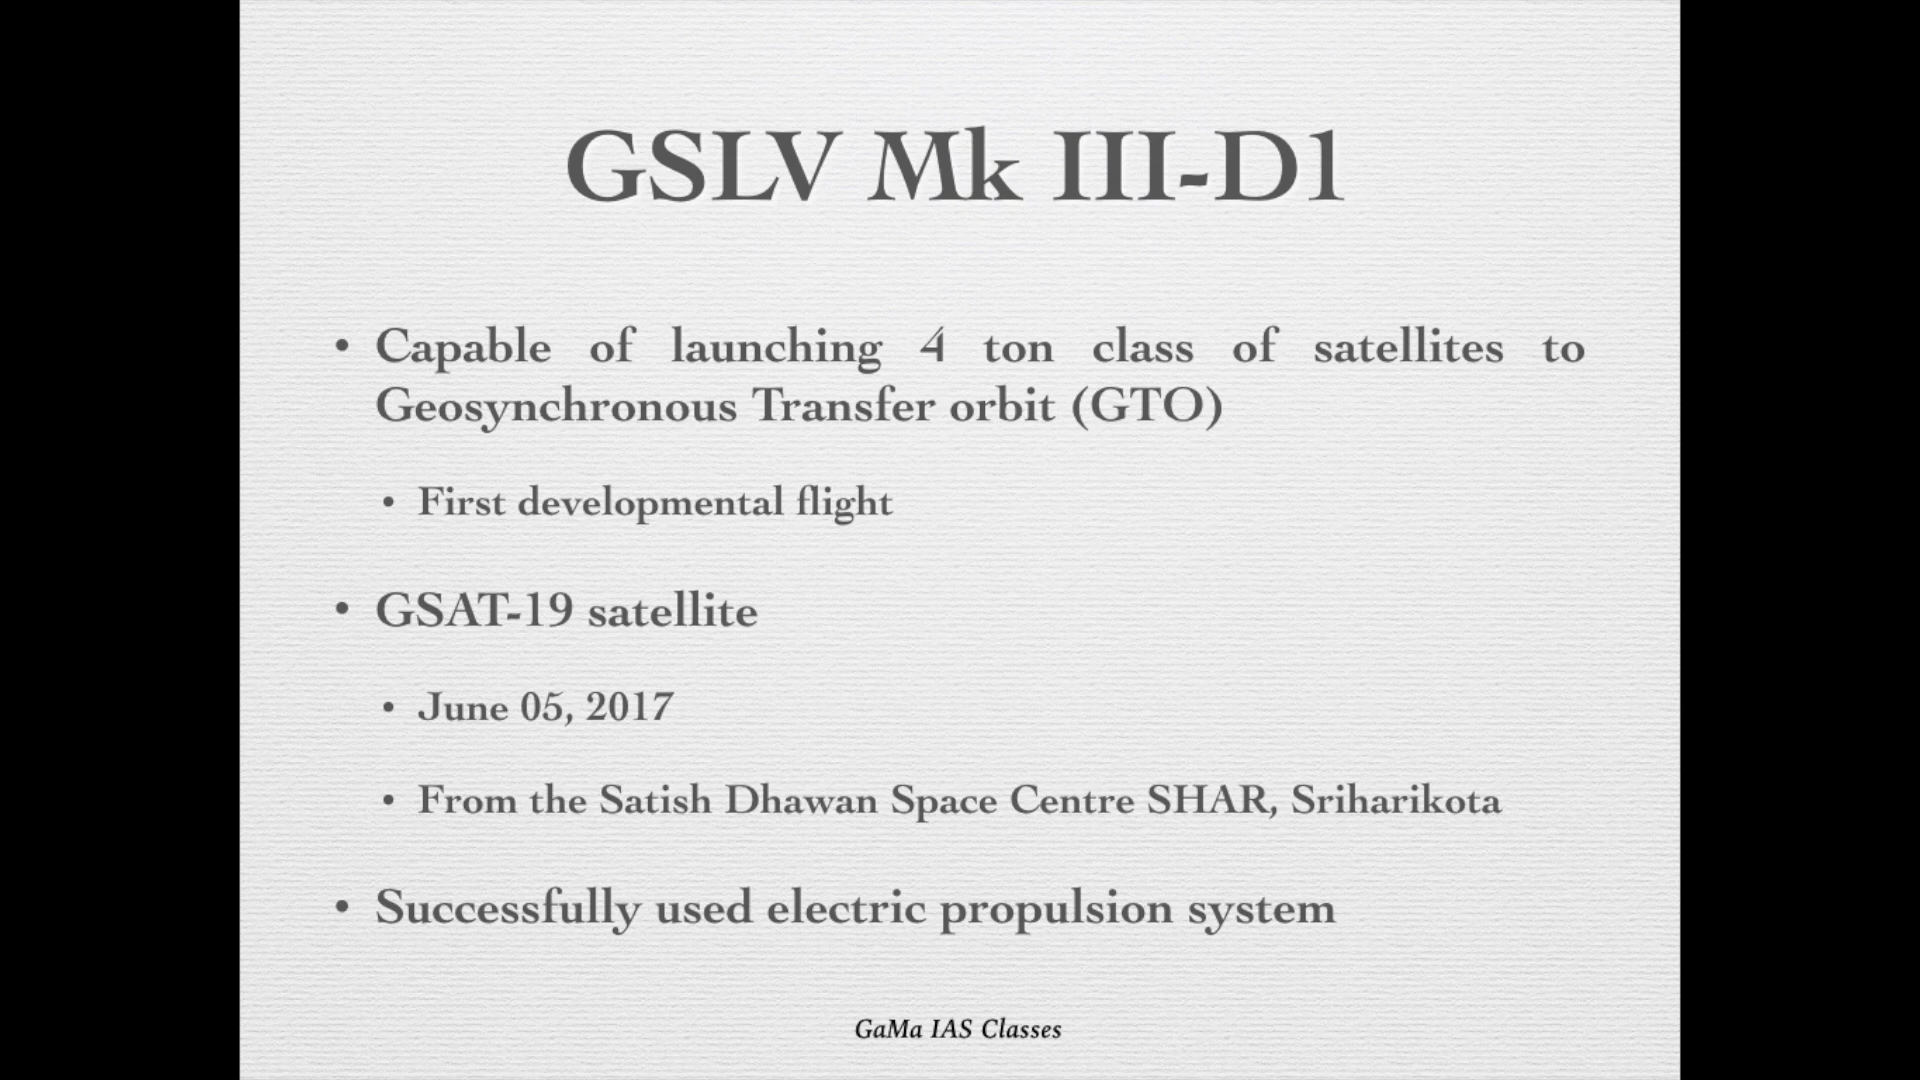 GSLV Mk III-D1
• Capable of launching 4 ton class of satellites to
Geosynchronous Transfer orbit (GTO)
• First developmental flight
• GSAT-19 satellite
• June 05, 2017
• From the Satish Dhawan Space Centre SHAR, Sriharikota
• Successfully used electric propulsion system
GaMa IAS Classes